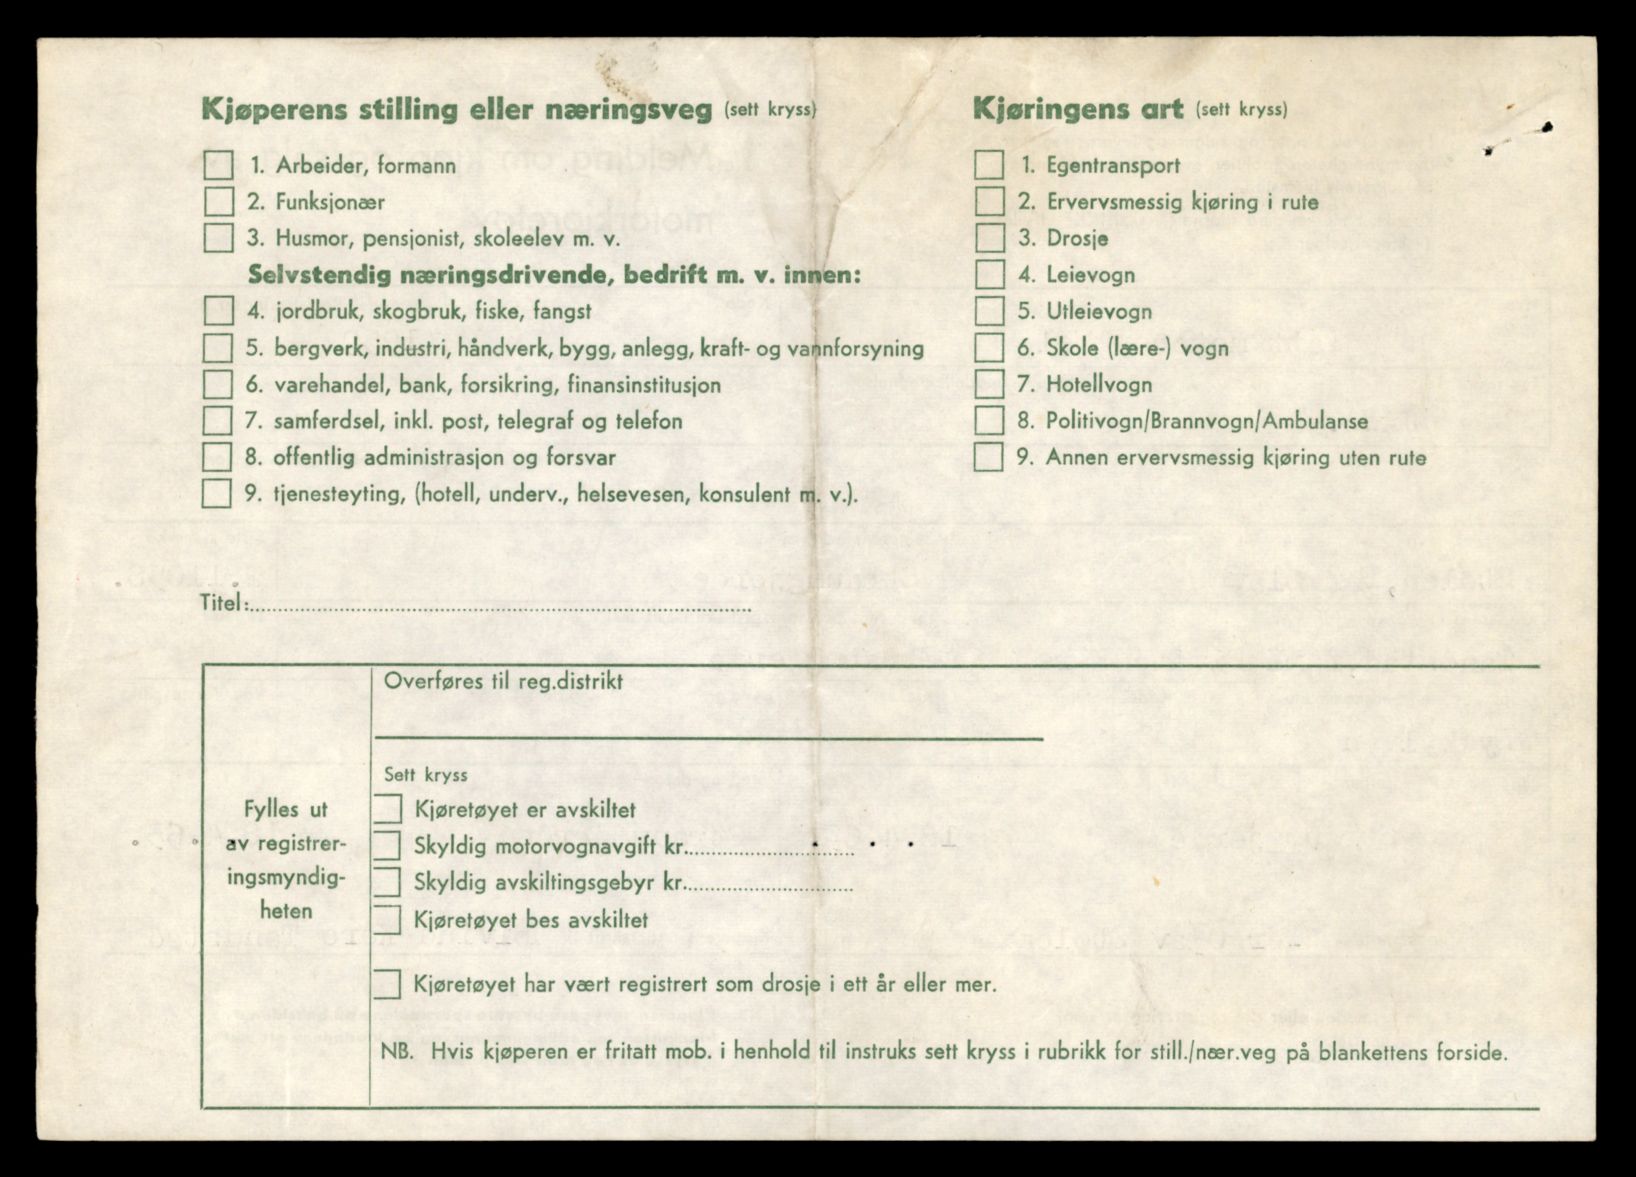 Kjøperens stilling eller næringsveg (sett kryss)
1. Arbeider, formann
2. Funksjonær
3. Husmor, pensjonist, skoleelev m. v.
Selvstendig næringsdrivende, bedrift m. v. innen:
4. jordbruk, skogbruk, fiske, fangst
5. bergverk, industri, håndverk, bygg, anlegg, kraft- og vannforsyning
6. varehandel, bank, forsikring, finansinstitusjon
7. samferdsel, inkl. post, telegraf og telefon
8. offentlig administrasjon og forsvar
9. tjenesteyting, (hotell, underv., helsevesen, konsulent m. v.).
Titel:
Kjøringens art (sett kryss)
1. Egentransport
2. Ervervsmessig kjøring i rute
3. Drosje
4. Leievogn
5. Utleievogn
6. Skole (lære-) vogn
7. Hotellvogn
8. Politivogn/Brannvogn/Ambulanse
9. Annen ervervsmessig kjøring uten rute
Fylles ut
av registrer-
ingsmyndig-
heten
Overføres til reg.distrikt
Sett kryss
Kjøretøyet er avskiltet
Skyldig motorvognavgift kr.
Skyldig avskiltingsgebyr kr.
Kjøretøyet bes avskiltet
Kjøretøyet har vært registrert som drosje i ett år eller mer.
NB. Hvis kjøperen er fritatt mob. i henhold til instruks sett kryss i rubrikk for still./nær.veg på blankettens forside.